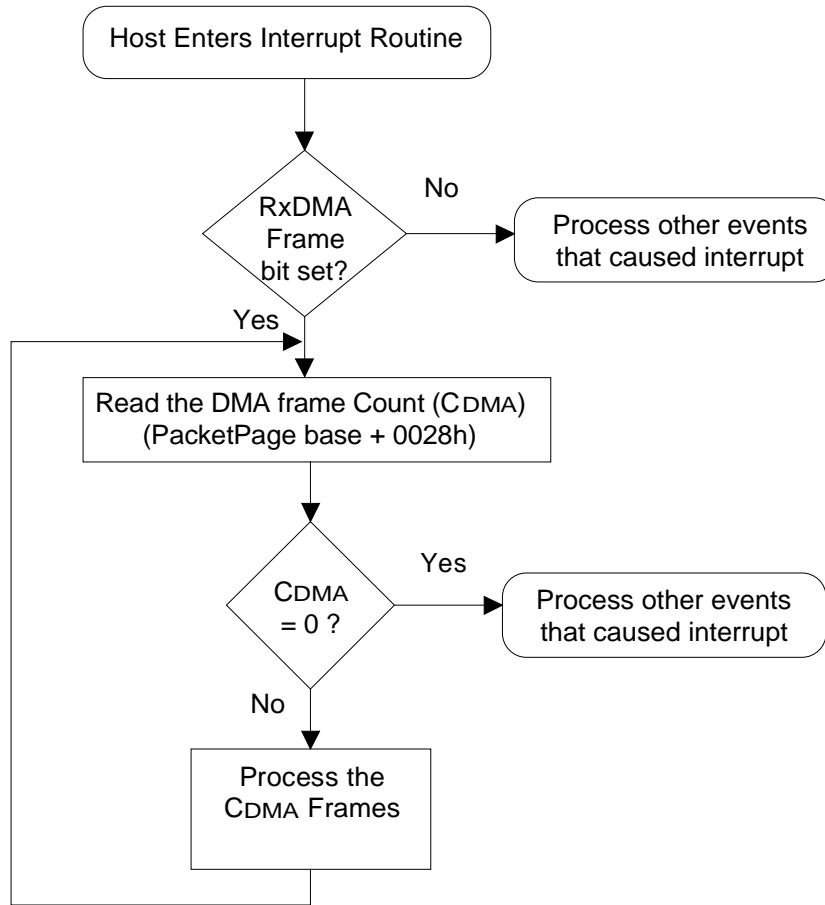 Host Enters Interrupt Routine
RxDMA
Frame
bit set?
No
Process other events
that caused interrupt
Yes
Read the DMA frame Count (CDMA)
(PacketPage base + 0028h)
CDMA
= 0 ?
Yes
Process other events
that caused interrupt
No
Process the
CDMA Frames